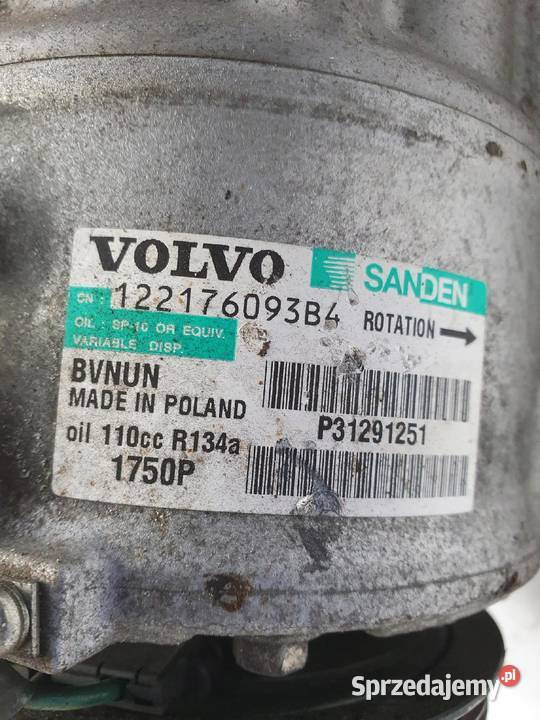 VOLVO SANDEN
CN : 122176093B4 ROTATION
OIL : SP-10 OR EQUIV.
VARIABLE DISP.
BVNUN
MADE IN POLAND
P31291251
oil 110cc R134a
1750P
Sprzedajemy.pl